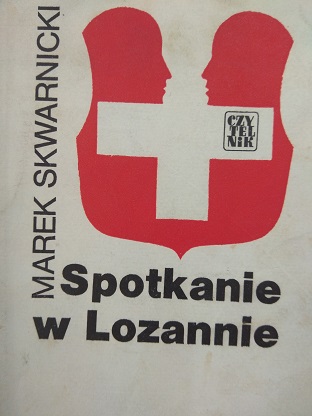 MAREK SKWARNICKI
CZY
TEL
NiK
Spotkanie
w Lozannie